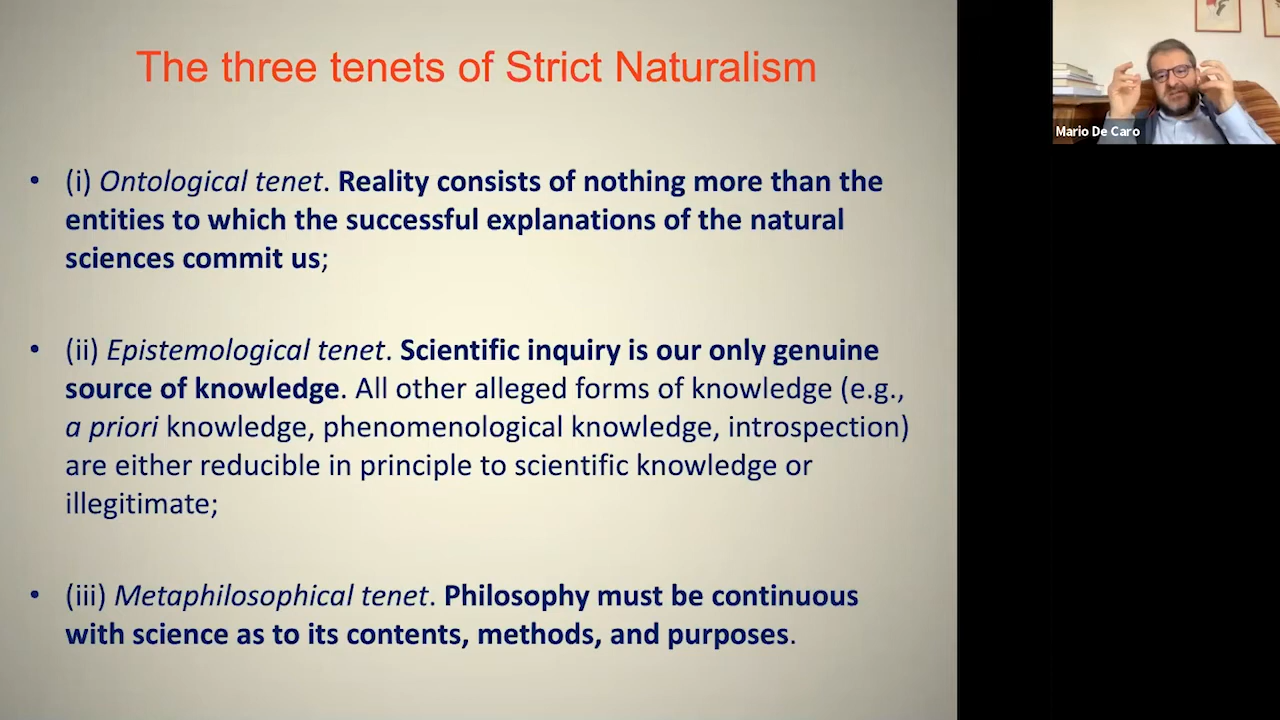 The three tenets of Strict Naturalism
• (i) Ontological tenet. Reality consists of nothing more than the
entities to which the successful explanations of the natural
sciences commit us;
• (ii) Epistemological tenet. Scientific inquiry is our only genuine
source of knowledge. All other alleged forms of knowledge (e.g.,
a priori knowledge, phenomenological knowledge, introspection)
are either reducible in principle to scientific knowledge or
illegitimate;
• (iii) Metaphilosophical tenet. Philosophy must be continuous
with science as to its contents, methods, and purposes.
Mario De Caro